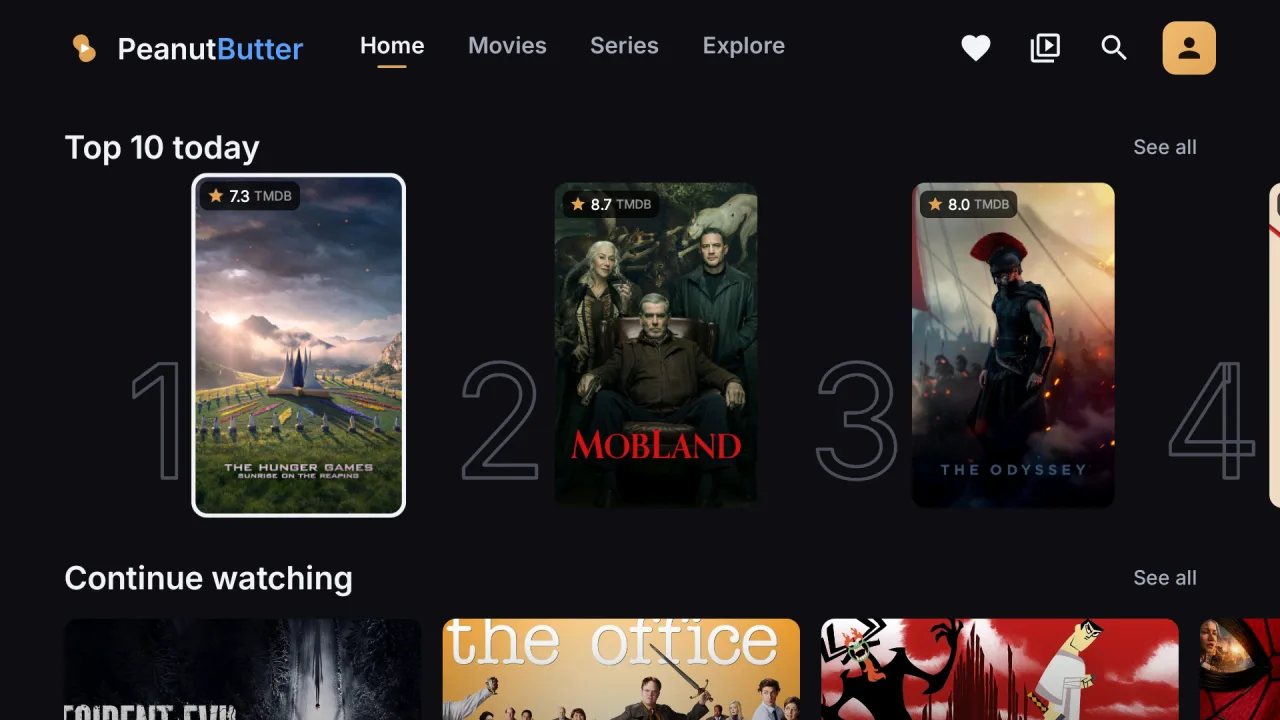 PeanutButter
Home
Movies
Series
Explore
Top 10 today
See all
1
7.3 TMDB
THE HUNGER GAMES
SUNRISE ON THE REAPING
2
8.7 TMDB
MOBLAND
3
8.0 TMDB
THE ODYSSEY
4
Continue watching
See all
the office